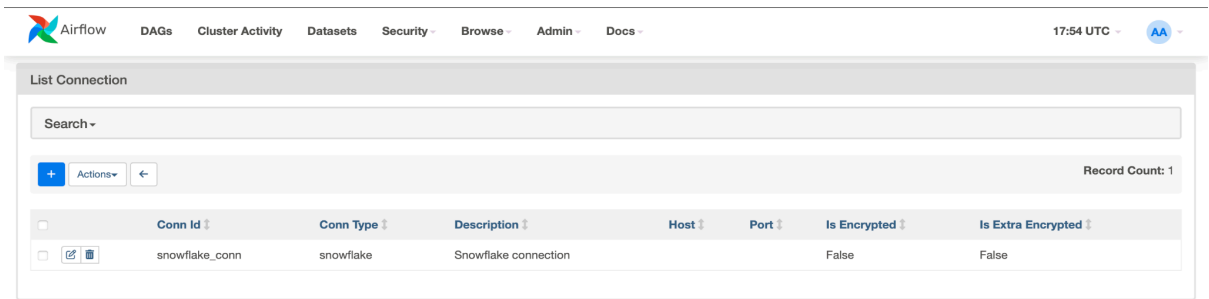 Airflow DAGs Cluster Activity Datasets Security Browse Admin Docs 17:54 UTC AA
List Connection
Search
+ Actions ← Record Count: 1
Conn Id Conn Type Description Host Port Is Encrypted Is Extra Encrypted
snowflake_conn snowflake Snowflake connection False False